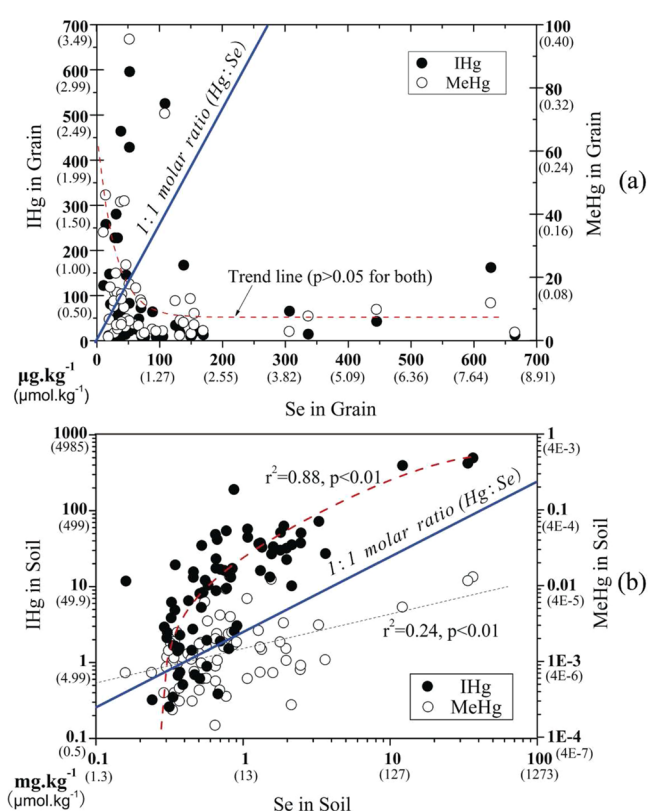 700
(3.49)
600
(2.99)
500
(2.49)
400
(1.99)
300
(1.50)
200
(1.00)
100
(0.50)
0
IHg in Grain
100
(0.40)
80
(0.32)
60
(0.24)
40
(0.16)
20
(0.08)
0
MeHg in Grain
(a)
IHg
MeHg
1:1 molar ratio (Hg:Se)
Trend line (p>0.05 for both)
0 100 200 300 400 500 600 700
µg.kg-1 (1.27) (2.55) (3.82) (5.09) (6.36) (7.64) (8.91)
(µmol.kg-1)
Se in Grain
1000
(4985)
100
(499)
10
(49.9)
1
(4.99)
0.1
(0.5)
IHg in Soil
1
(4E-3)
0.1
(4E-4)
0.01
(4E-5)
1E-3
(4E-6)
1E-4
(4E-7)
MeHg in Soil
(b)
r2=0.88, p<0.01
1:1 molar ratio (Hg:Se)
r2=0.24, p<0.01
IHg
MeHg
0.1 1 10 100
mg.kg-1 (1.3) (13) (127) (1273)
(µmol.kg-1)
Se in Soil